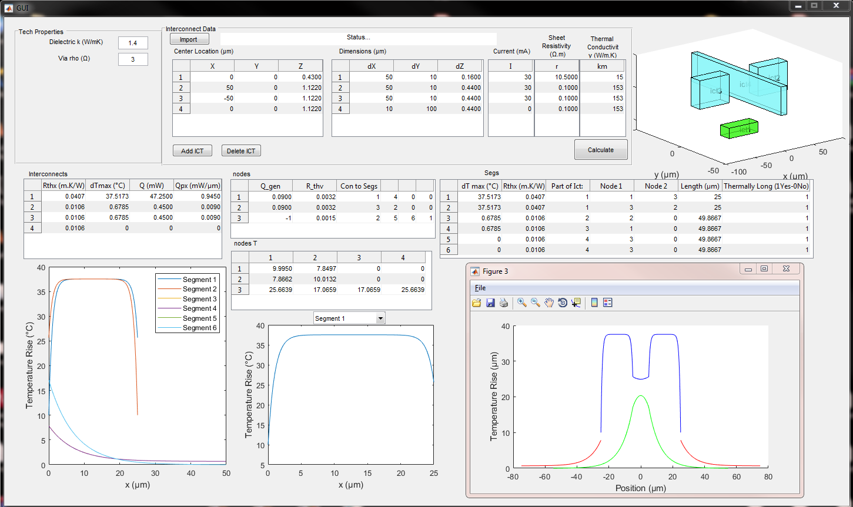 GUI
Tech Properties
Dielectric k (W/mK) 1.4
Via rho (Ω) 3
Interconnect Data
Import
Status...
Center Location (µm)
X Y Z
1 0 0 0.4300
2 50 0 1.1220
3 -50 0 1.1220
4 0 0 1.1220
Dimensions (µm)
dX dY dZ
1 50 10 0.1600
2 50 10 0.4400
3 50 10 0.4400
4 10 100 0.4400
Current (mA)
I
30
30
30
0
Sheet
Resistivity
(Ω.m)
r
10.5000
0.1000
0.1000
0.1000
Thermal
Conductivit
y (W/m.K)
km
15
153
153
153
Add ICT
Delete ICT
Calculate
y (µm)
x (µm)
0
-50
-100
-50
0
50
Interconnects
Rthx (m.K/W) dTmax (°C) Q (mW) Qpx (mW/µm)
1 0.0407 37.5173 47.2500 0.9450
2 0.0106 0.6785 0.4500 0.0090
3 0.0106 0.6785 0.4500 0.0090
4 0.0106 0 0 0
nodes
Q_gen R_thv Con to Segs
1 0.0900 0.0032 1 4 0 0
2 0.0900 0.0032 3 2 0 0
3 -1 0.0015 2 5 6 1
nodes T
1 2 3 4
1 9.9950 7.8497 0 0
2 7.8662 10.0132 0 0
3 25.6639 17.0659 17.0659 25.6639
Segs
dT max (°C) Rthx (m.K/W) Part of Ict: Node 1 Node 2 Length (µm) Thermally Long (1Yes-0No)
1 37.5173 0.0407 1 1 3 25 1
2 37.5173 0.0407 1 3 2 25 1
3 0.6785 0.0106 2 2 0 49.8667 1
4 0.6785 0.0106 3 1 0 49.8667 1
5 0 0.0106 4 3 0 49.8667 1
6 0 0.0106 4 3 0 49.8667 1
Temperature Rise (°C)
40
35
30
25
20
15
10
5
0
0 10 20 30 40 50
x (µm)
Segment 1
Segment 2
Segment 3
Segment 4
Segment 5
Segment 6
Segment 1
Temperature Rise (°C)
40
35
30
25
20
15
10
5
0 5 10 15 20 25
x (µm)
Figure 3
File
Temperature Rise (µm)
40
30
20
10
0
-80 -60 -40 -20 0 20 40 60 80
Position (µm)